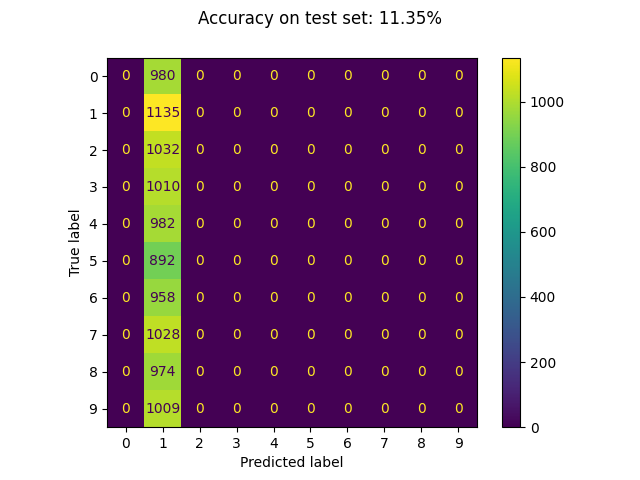 Accuracy on test set: 11.35%
0 0 980 0 0 0 0 0 0 0 0
1 0 1135 0 0 0 0 0 0 0 0
2 0 1032 0 0 0 0 0 0 0 0
3 0 1010 0 0 0 0 0 0 0 0
4 0 982 0 0 0 0 0 0 0 0
5 0 892 0 0 0 0 0 0 0 0
6 0 958 0 0 0 0 0 0 0 0
7 0 1028 0 0 0 0 0 0 0 0
8 0 974 0 0 0 0 0 0 0 0
9 0 1009 0 0 0 0 0 0 0 0
0 1 2 3 4 5 6 7 8 9
Predicted label
True label
1000
800
600
400
200
0